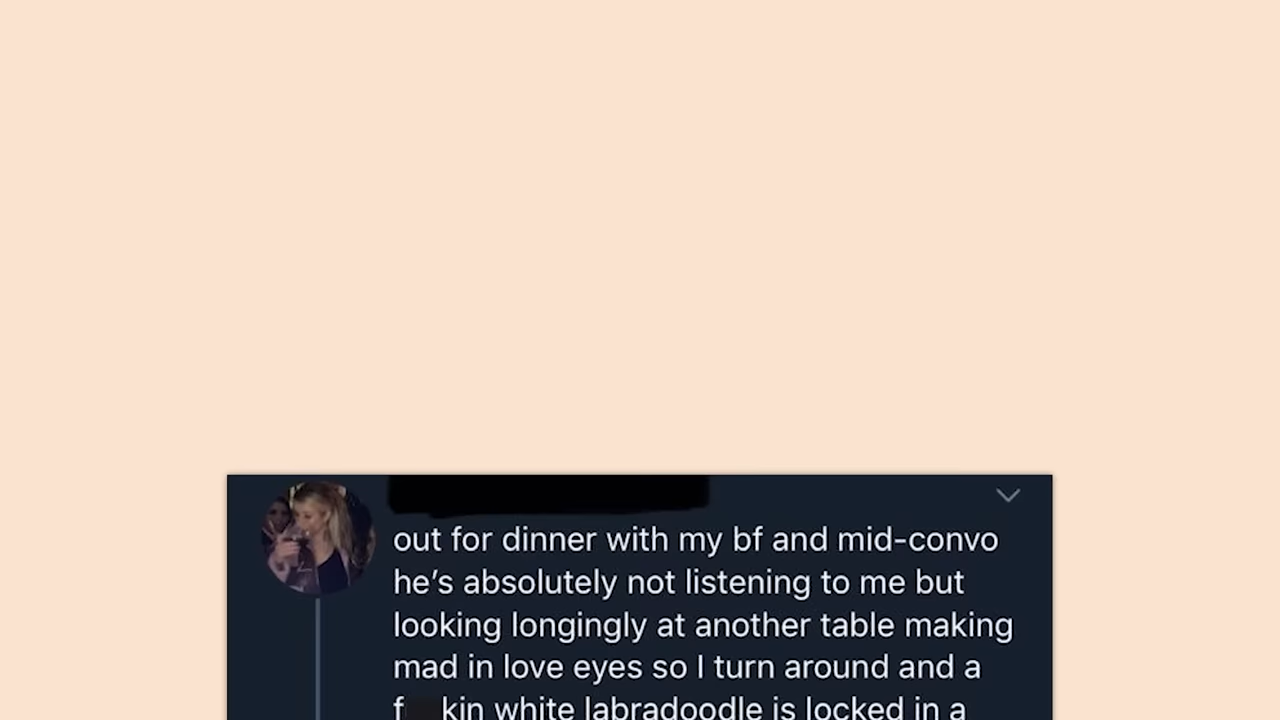 out for dinner with my bf and mid-convo
he’s absolutely not listening to me but
looking longingly at another table making
mad in love eyes so I turn around and a
f kin white labradoodle is locked in a